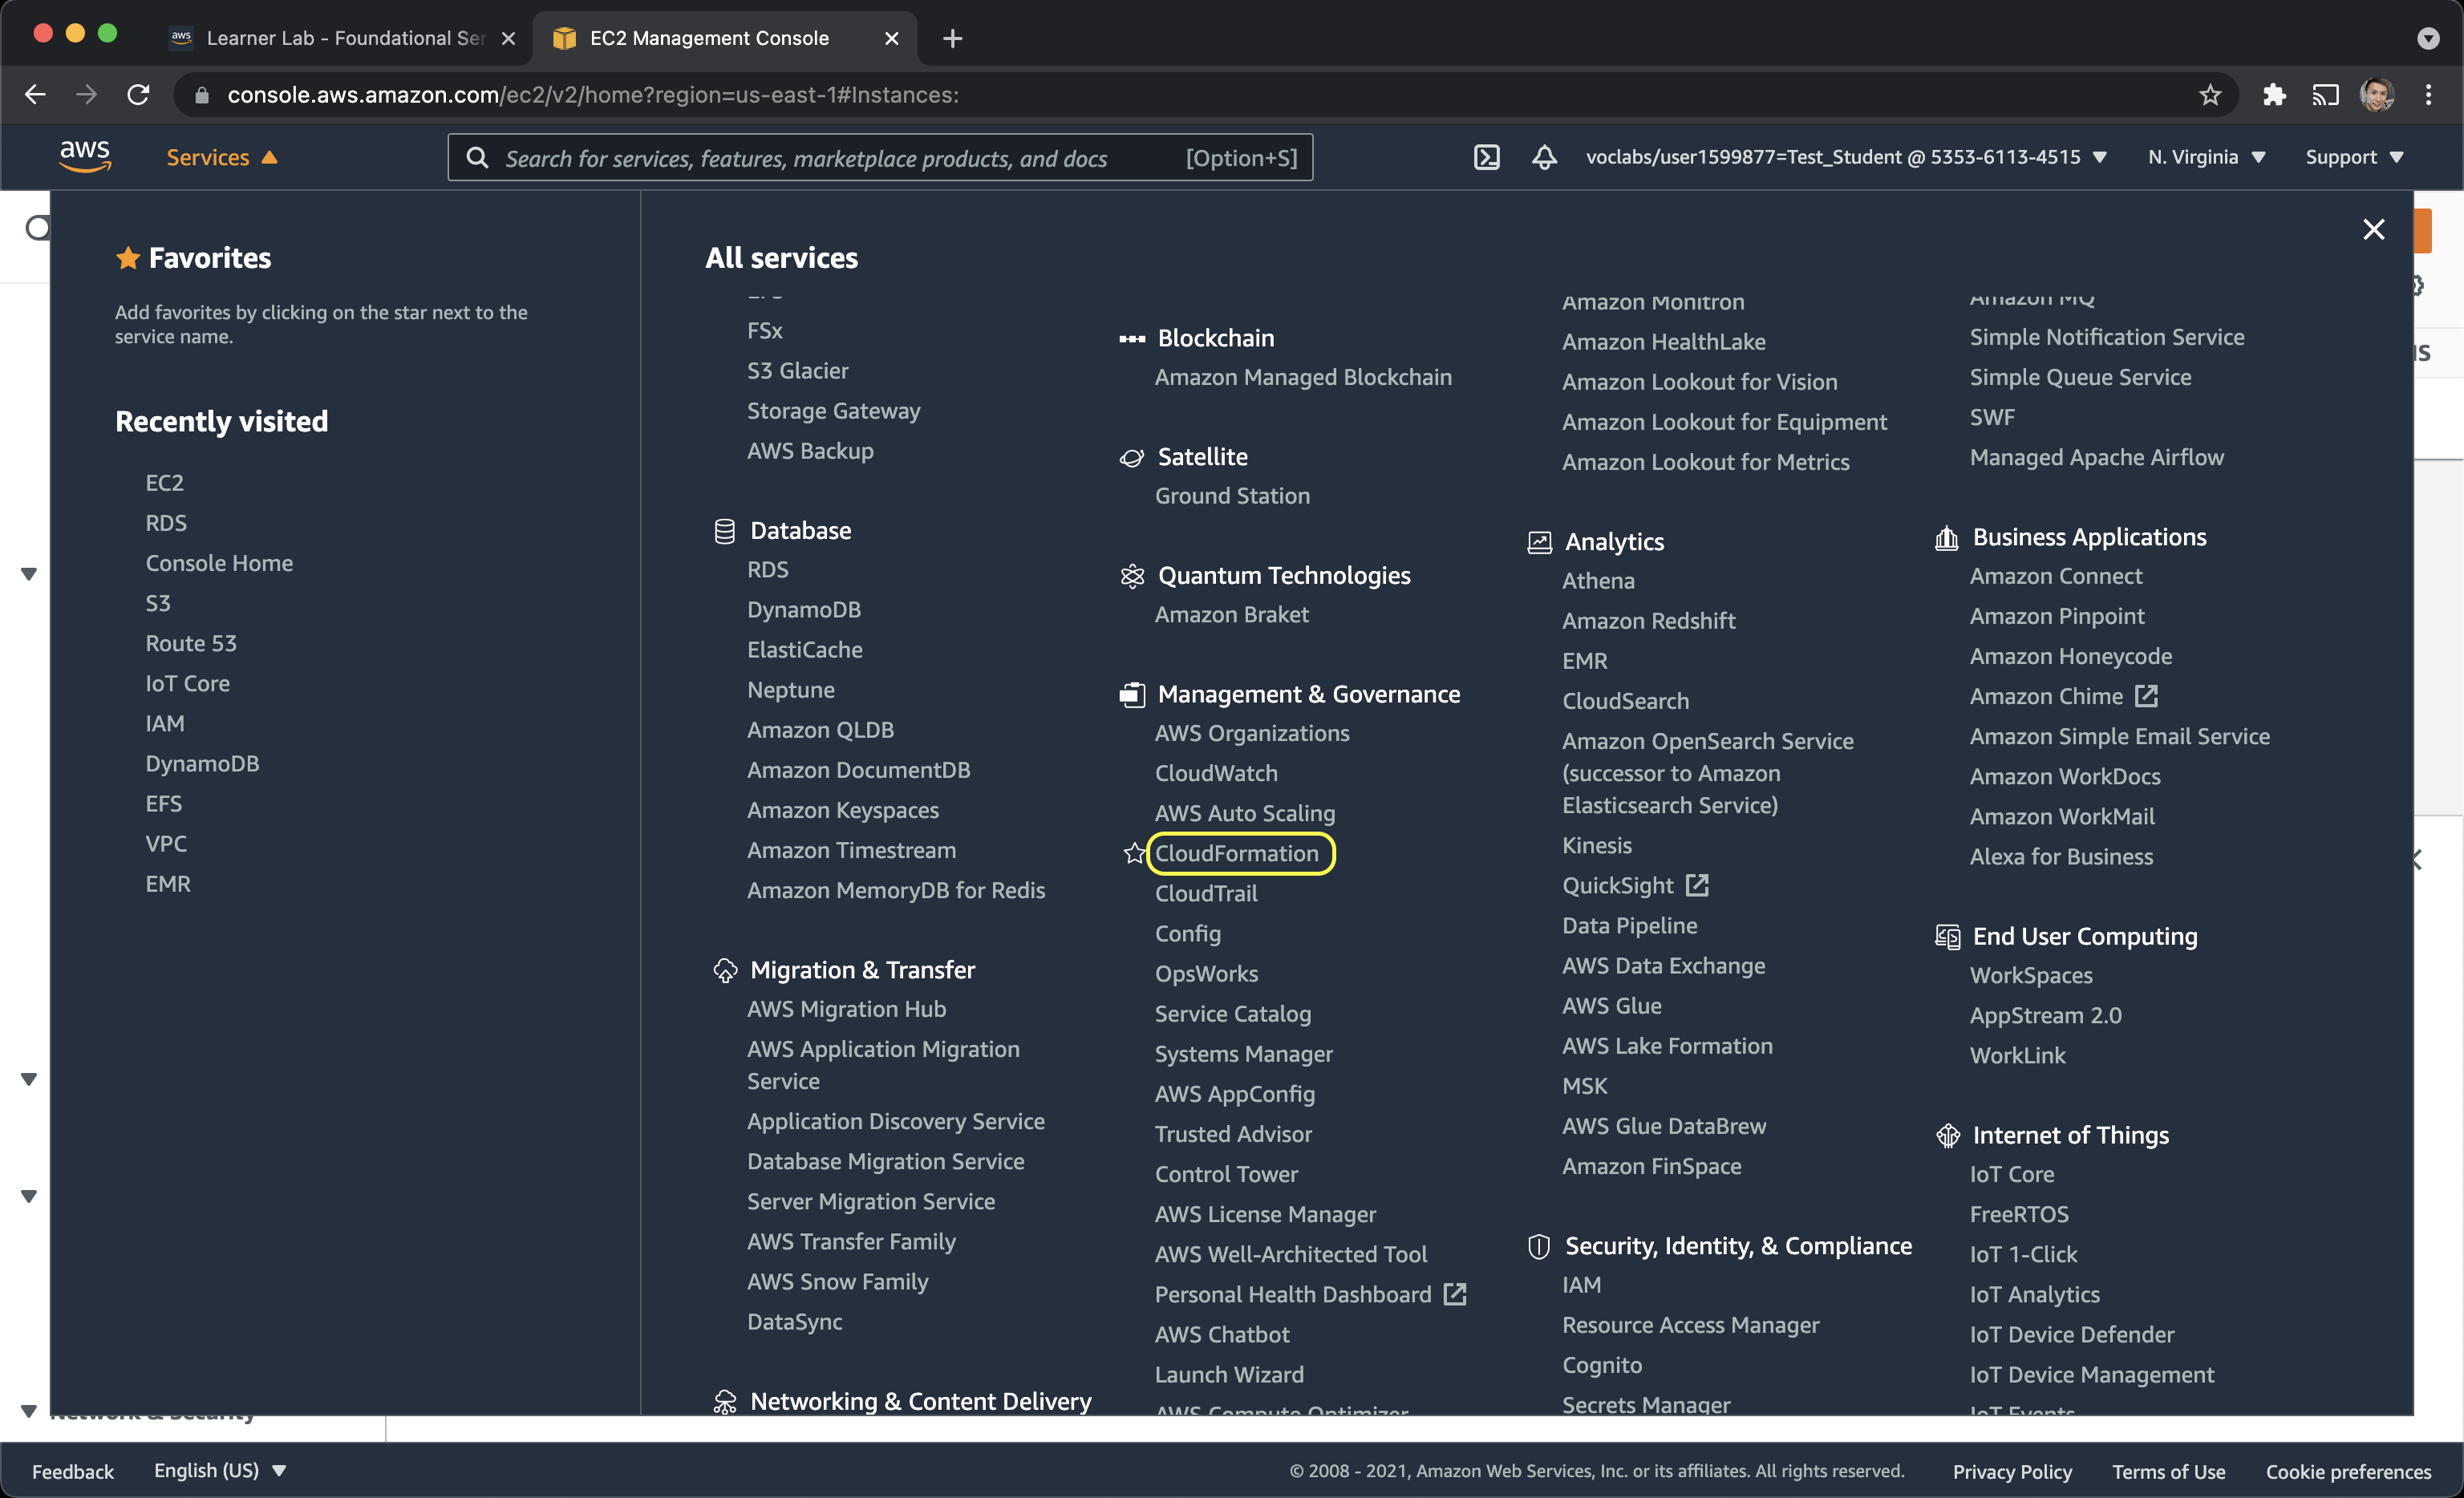 aws Learner Lab - Foundational Ser
EC2 Management Console
console.aws.amazon.com/ec2/v2/home?region=us-east-1#Instances:
aws
Services
Search for services, features, marketplace products, and docs [Option+S]
voclabs/user1599877=Test_Student @ 5353-6113-4515
N. Virginia
Support
Favorites
Add favorites by clicking on the star next to the
service name.
Recently visited
EC2
RDS
Console Home
S3
Route 53
IoT Core
IAM
DynamoDB
EFS
VPC
EMR
All services
FSx
S3 Glacier
Storage Gateway
AWS Backup
Database
RDS
DynamoDB
ElastiCache
Neptune
Amazon QLDB
Amazon DocumentDB
Amazon Keyspaces
Amazon Timestream
Amazon MemoryDB for Redis
Migration & Transfer
AWS Migration Hub
AWS Application Migration
Service
Application Discovery Service
Database Migration Service
Server Migration Service
AWS Transfer Family
AWS Snow Family
DataSync
Networking & Content Delivery
Blockchain
Amazon Managed Blockchain
Satellite
Ground Station
Quantum Technologies
Amazon Braket
Management & Governance
AWS Organizations
CloudWatch
AWS Auto Scaling
CloudFormation
CloudTrail
Config
OpsWorks
Service Catalog
Systems Manager
AWS AppConfig
Trusted Advisor
Control Tower
AWS License Manager
AWS Well-Architected Tool
Personal Health Dashboard
AWS Chatbot
Launch Wizard
AWS Compute Optimizer
Amazon Monitron
Amazon HealthLake
Amazon Lookout for Vision
Amazon Lookout for Equipment
Amazon Lookout for Metrics
Analytics
Athena
Amazon Redshift
EMR
CloudSearch
Amazon OpenSearch Service
(successor to Amazon
Elasticsearch Service)
Kinesis
QuickSight
Data Pipeline
AWS Data Exchange
AWS Glue
AWS Lake Formation
MSK
AWS Glue DataBrew
Amazon FinSpace
Security, Identity, & Compliance
IAM
Resource Access Manager
Cognito
Secrets Manager
Amazon MQ
Simple Notification Service
Simple Queue Service
SWF
Managed Apache Airflow
Business Applications
Amazon Connect
Amazon Pinpoint
Amazon Honeycode
Amazon Chime
Amazon Simple Email Service
Amazon WorkDocs
Amazon WorkMail
Alexa for Business
End User Computing
WorkSpaces
AppStream 2.0
WorkLink
Internet of Things
IoT Core
FreeRTOS
IoT 1-Click
IoT Analytics
IoT Device Defender
IoT Device Management
IoT Events
Network & Security
Feedback
English (US)
© 2008 - 2021, Amazon Web Services, Inc. or its affiliates. All rights reserved.
Privacy Policy
Terms of Use
Cookie preferences